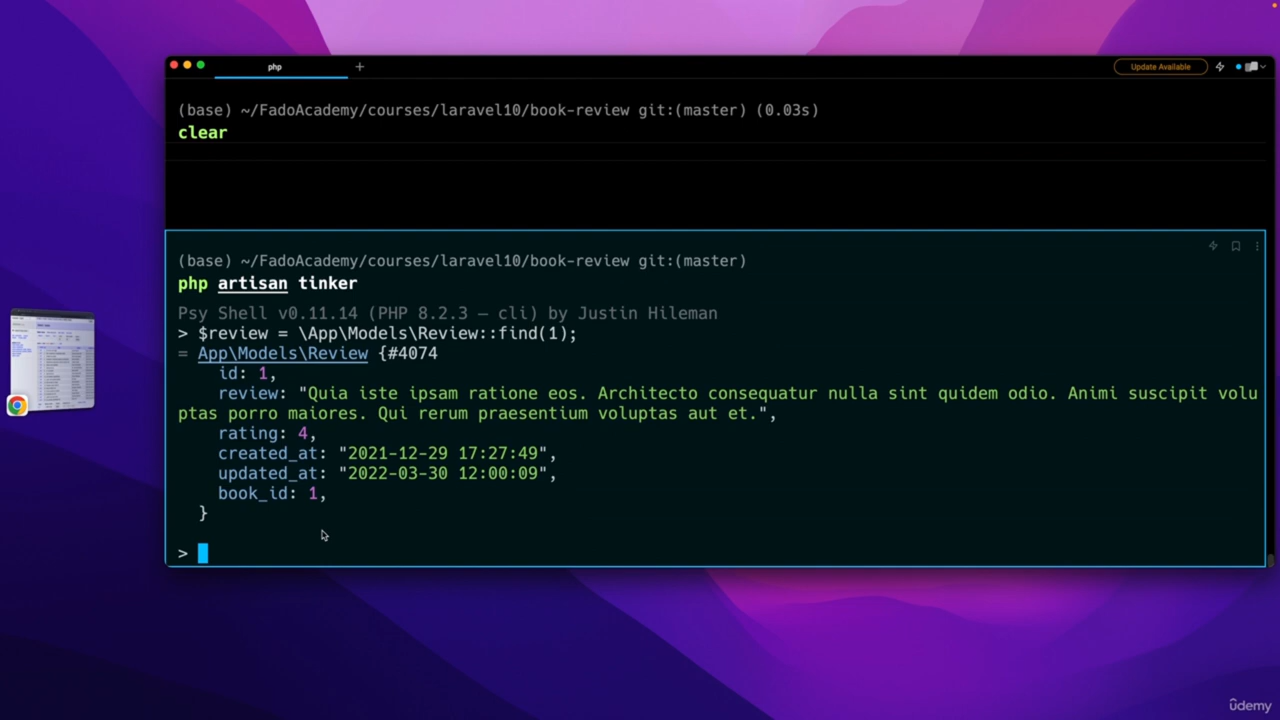 php
Update Available
(base) ~/FadoAcademy/courses/laravel10/book-review git:(master) (0.03s)
clear
(base) ~/FadoAcademy/courses/laravel10/book-review git:(master)
php artisan tinker
Psy Shell v0.11.14 (PHP 8.2.3 — cli) by Justin Hileman
> $review = \App\Models\Review::find(1);
= App\Models\Review {#4074
id: 1,
review: "Quia iste ipsam ratione eos. Architecto consequatur nulla sint quidem odio. Animi suscipit volu
ptas porro maiores. Qui rerum praesentium voluptas aut et.",
rating: 4,
created_at: "2021-12-29 17:27:49",
updated_at: "2022-03-30 12:00:09",
book_id: 1,
}
>
ûdemy